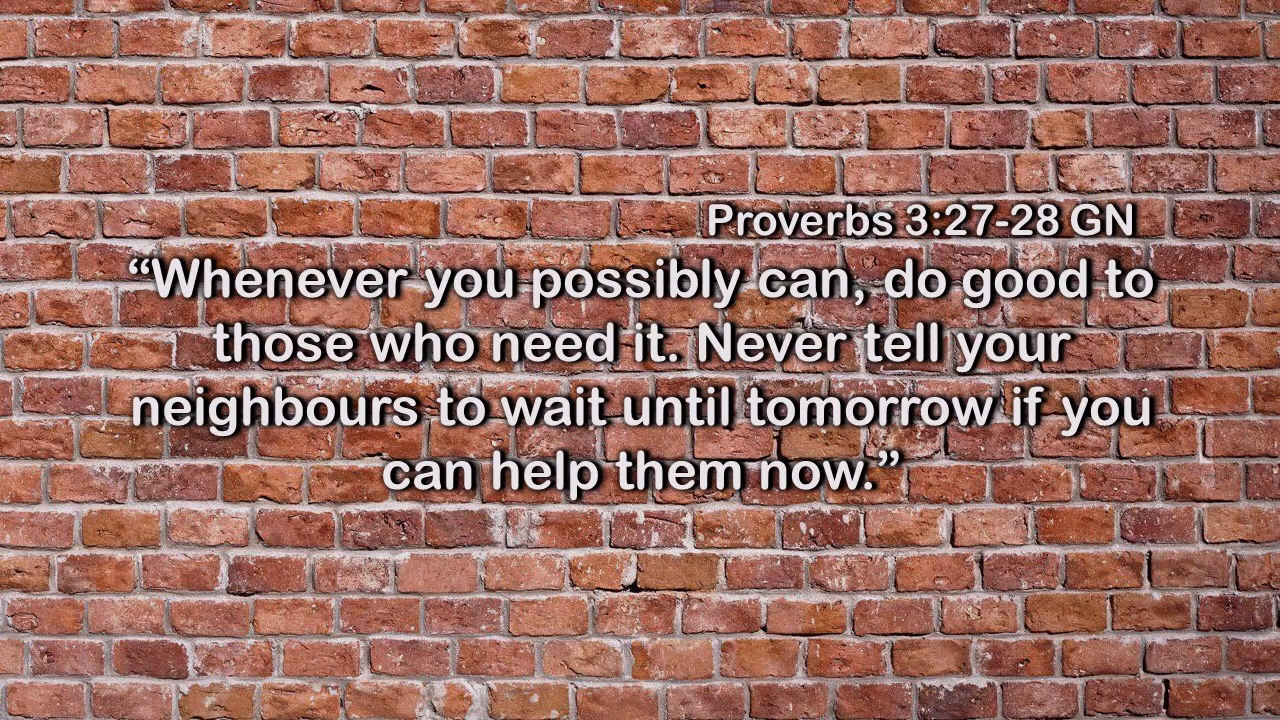 Proverbs 3:27-28 GN
“Whenever you possibly can, do good to
those who need it. Never tell your
neighbours to wait until tomorrow if you
can help them now.”